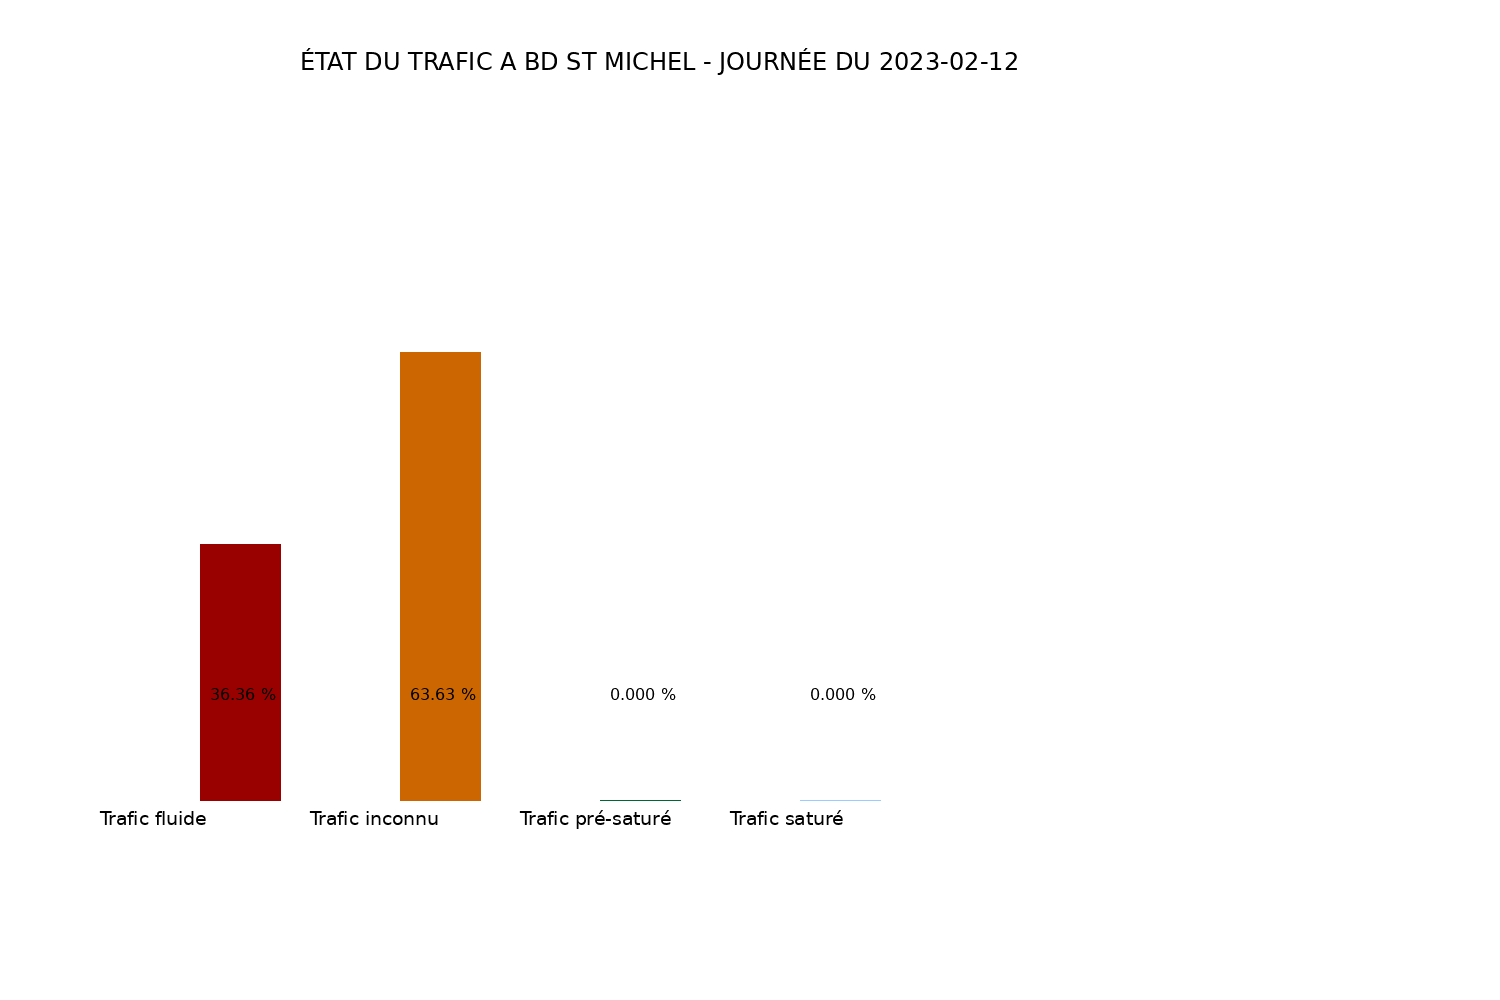 ÉTAT DU TRAFIC A BD ST MICHEL - JOURNÉE DU 2023-02-12
36.36 % 63.63 % 0.000 % 0.000 %
Trafic fluide Trafic inconnu Trafic pré-saturé Trafic saturé